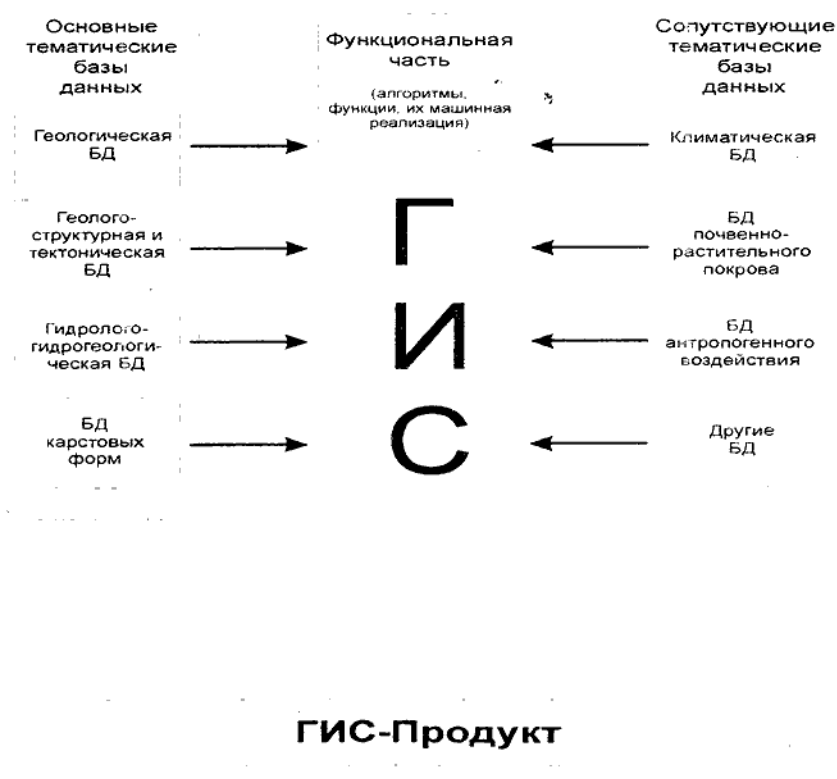 Основные
тематические
базы
данных
Геологическая
БД
Геолого-
структурная и
тектоническая
БД
Гидролого-
гидрогеологи-
ческая БД
БД
карстовых
форм
Функциональная
часть
(алгоритмы,
функции, их машинная
реализация)
Г
И
С
Сопутствующие
тематические
базы
данных
Климатическая
БД
БД
почвенно-
растительного
покрова
БД
антропогенного
воздействия
Другие
БД
ГИС-Продукт